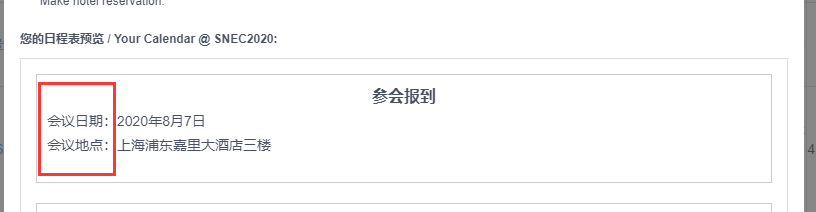 Make hotel reservation.
您的日程表预览 / Your Calendar @ SNEC2020:
参会报到
会议日期：2020年8月7日
会议地点：上海浦东嘉里大酒店三楼
4